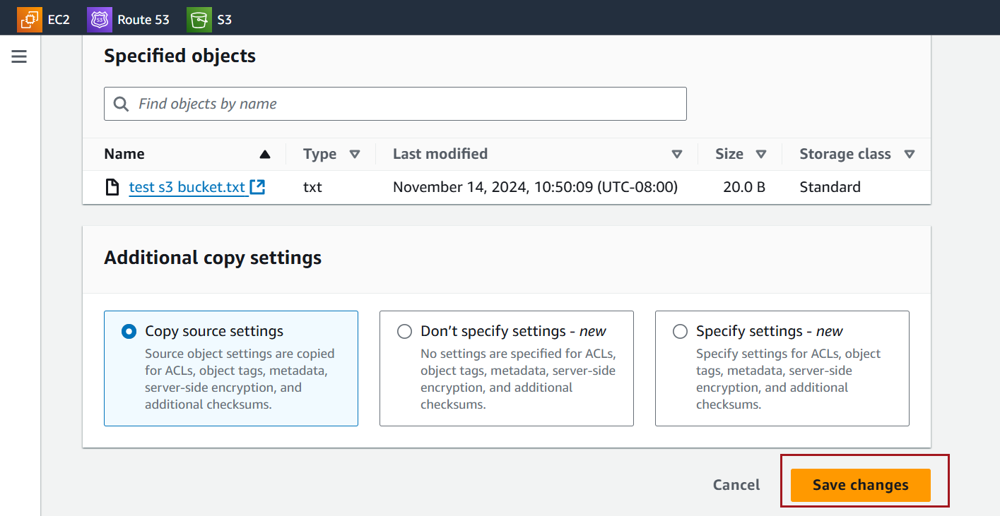 EC2 Route 53 S3
Specified objects
Find objects by name
Name Type Last modified Size Storage class
test s3 bucket.txt txt November 14, 2024, 10:50:09 (UTC-08:00) 20.0 B Standard
Additional copy settings
Copy source settings
Source object settings are copied
for ACLs, object tags, metadata,
server-side encryption, and
additional checksums.
Don’t specify settings - new
No settings are specified for ACLs,
object tags, metadata, server-side
encryption, and additional
checksums.
Specify settings - new
Specify settings for ACLs, object
tags, metadata, server-side
encryption, and additional
checksums.
Cancel Save changes